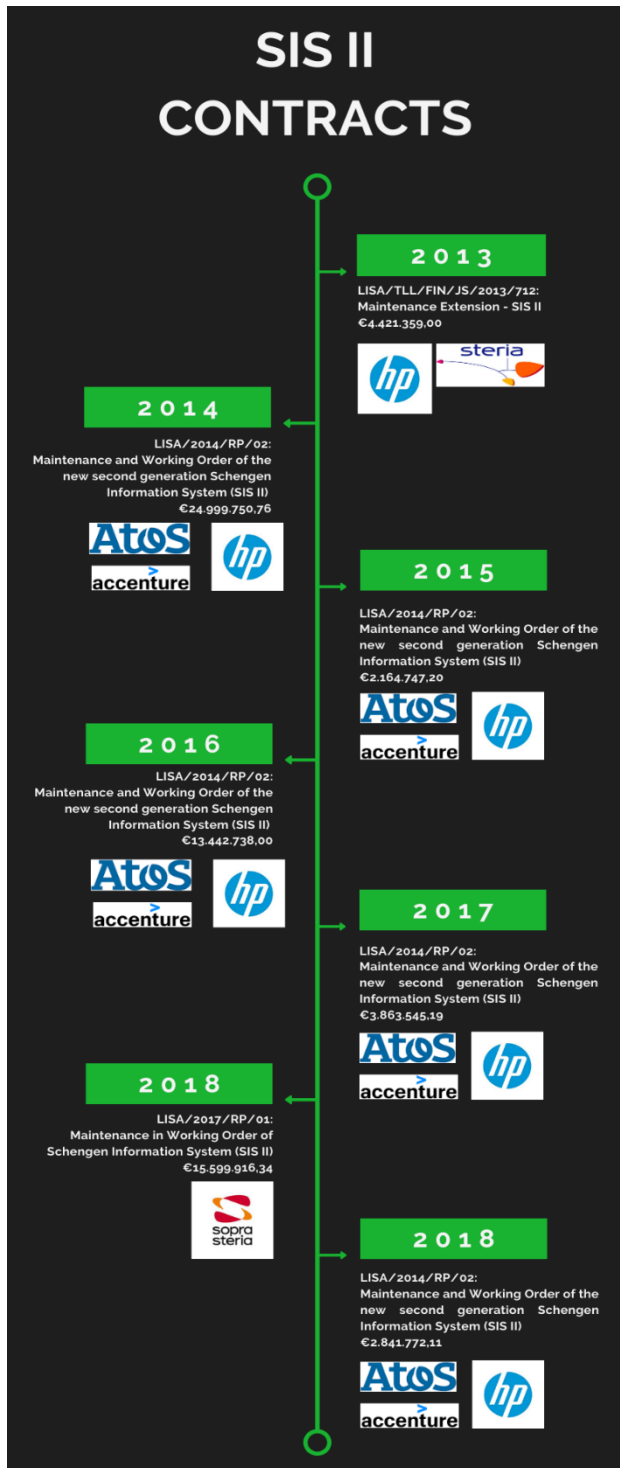 SIS II
CONTRACTS
2013
LISA/TLL/FIN/JS/2013/712:
Maintenance Extension - SIS II
€4.421.359,00
hp
steria
2014
LISA/2014/RP/02:
Maintenance and Working Order of the
new second generation Schengen
Information System (SIS II)
€24.999.750,76
Atos
accenture
hp
2015
LISA/2014/RP/02:
Maintenance and Working Order of the
new second generation Schengen
Information System (SIS II)
€2.164.747,20
Atos
accenture
hp
2016
LISA/2014/RP/02:
Maintenance and Working Order of the
new second generation Schengen
Information System (SIS II)
€13.442.738,00
Atos
accenture
hp
2017
LISA/2014/RP/02:
Maintenance and Working Order of the
new second generation Schengen
Information System (SIS II)
€3.863.545,19
Atos
accenture
hp
2018
LISA/2017/RP/01:
Maintenance in Working Order of
Schengen Information System (SIS II)
€15.599.916,34
sopra
steria
2018
LISA/2014/RP/02:
Maintenance and Working Order of the
new second generation Schengen
Information System (SIS II)
€2.841.772,11
Atos
accenture
hp